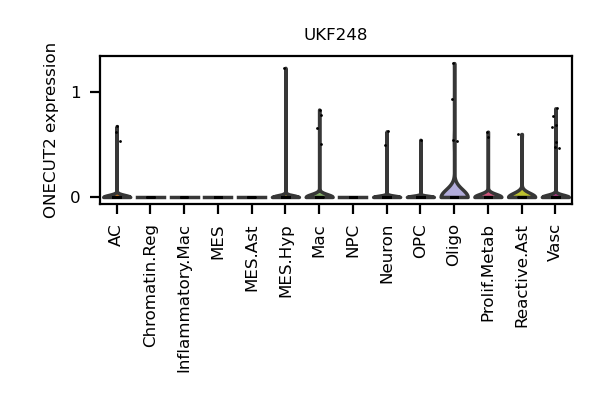 UKF248
ONECUT2 expression
1
0
AC
Chromatin.Reg
Inflammatory.Mac
MES
MES.Ast
MES.Hyp
Mac
NPC
Neuron
OPC
Oligo
Prolif.Metab
Reactive.Ast
Vasc